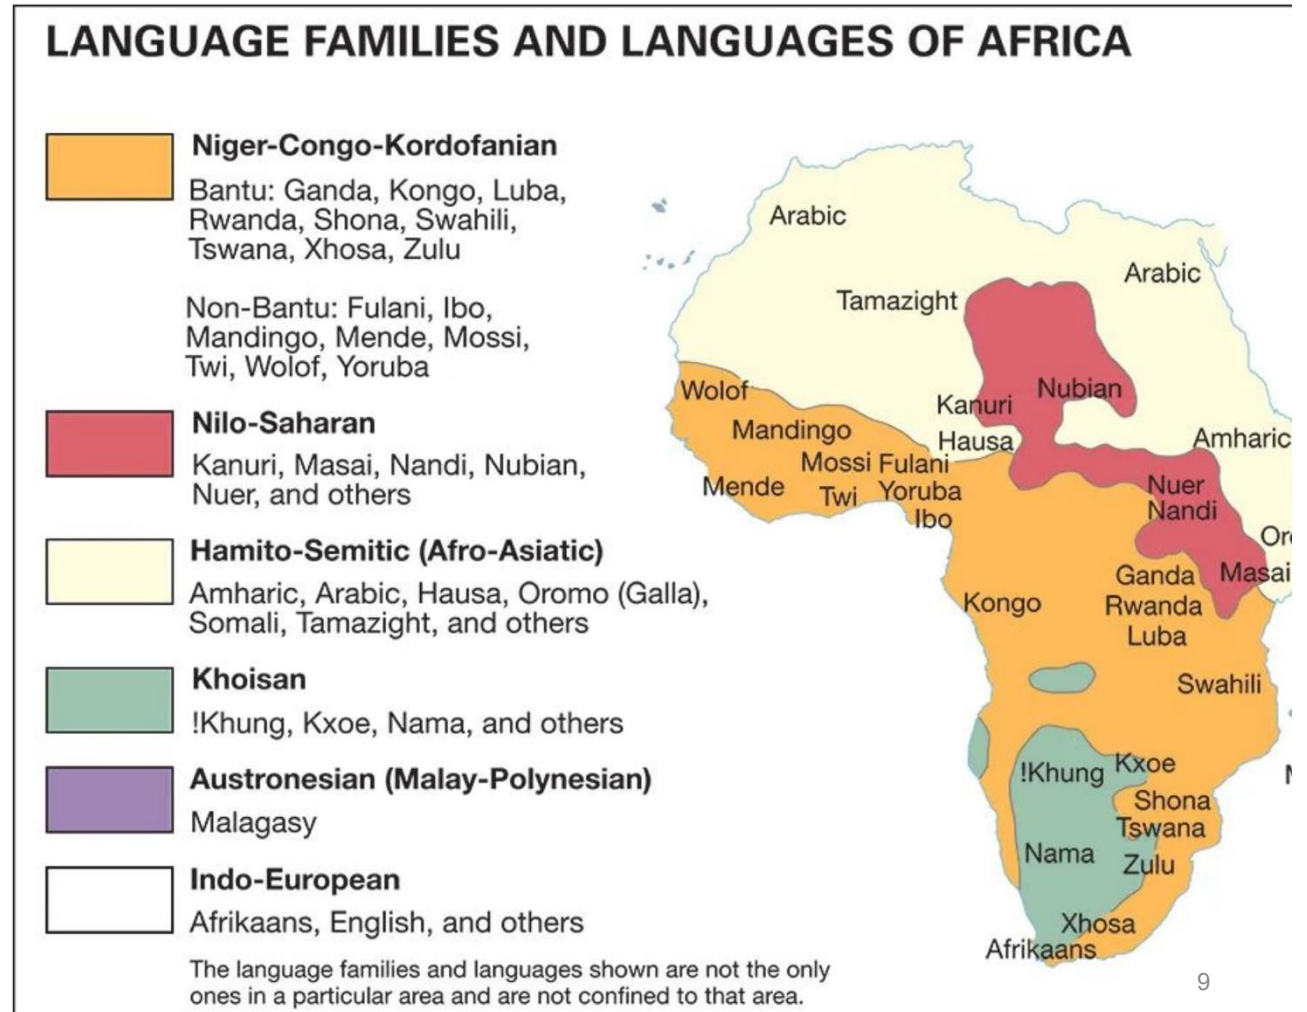 LANGUAGE FAMILIES AND LANGUAGES OF AFRICA
Niger-Congo-Kordofanian
Bantu: Ganda, Kongo, Luba,
Rwanda, Shona, Swahili,
Tswana, Xhosa, Zulu
Non-Bantu: Fulani, Ibo,
Mandingo, Mende, Mossi,
Twi, Wolof, Yoruba
Nilo-Saharan
Kanuri, Masai, Nandi, Nubian,
Nuer, and others
Hamito-Semitic (Afro-Asiatic)
Amharic, Arabic, Hausa, Oromo (Galla),
Somali, Tamazight, and others
Khoisan
!Khung, Kxoe, Nama, and others
Austronesian (Malay-Polynesian)
Malagasy
Indo-European
Afrikaans, English, and others
The language families and languages shown are not the only
ones in a particular area and are not confined to that area.
Arabic
Arabic
Tamazight
Nubian
Kanuri
Wolof
Mandingo
Hausa
Amharic
Mossi Fulani
Mende
Twi
Yoruba
Ibo
Nuer
Nandi
Masai
Ganda
Rwanda
Luba
Kongo
Swahili
!Khung
Kxoe
Shona
Tswana
Nama
Zulu
Xhosa
Afrikaans
9